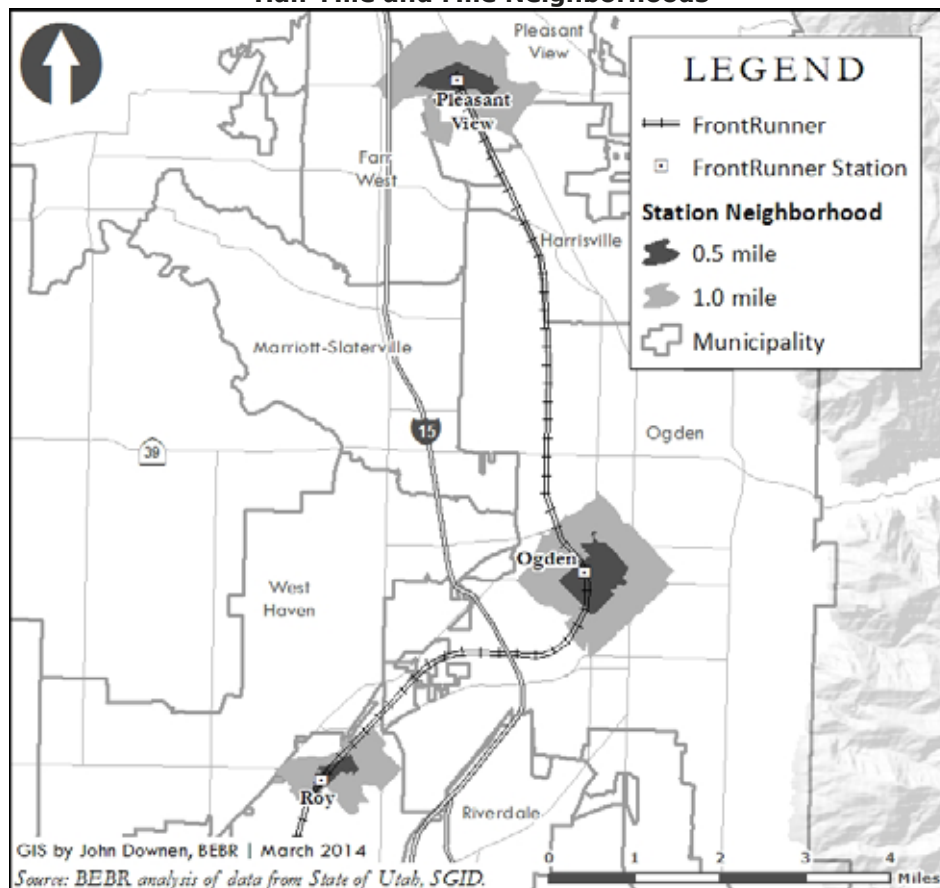 Half-Mile and Mile Neighborhoods
Pleasant
View
LEGEND
FrontRunner
FrontRunner Station
Station Neighborhood
0.5 mile
1.0 mile
Municipality
Pleasant
View
Farr
West
Harrisville
Marriott-Slaterville
15
39
Ogden
Ogden
West
Haven
Roy
Riverdale
GIS by John Downen, BEBR | March 2014
Source: BEBR analysis of data from State of Utah, SGID.
0 1 2 3 4
Miles